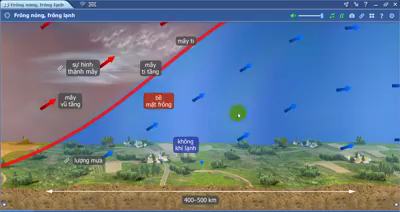 Frông nóng, frông lạnh
Frông nóng, frông lạnh
mây ti
sự hình
thành mây
mây
ti tầng
mây
vũ tầng
bề
mặt frông
không
khí lạnh
lượng mưa
400–500 km